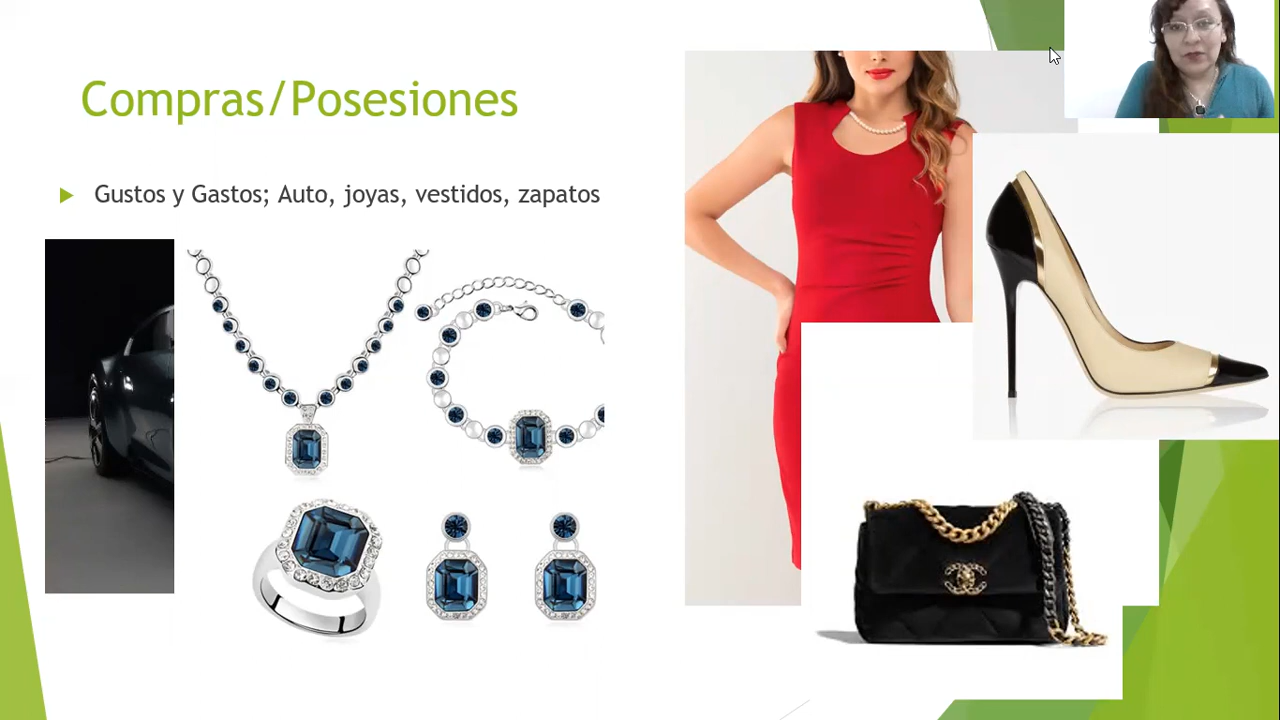 Compras/Posesiones
Gustos y Gastos; Auto, joyas, vestidos, zapatos